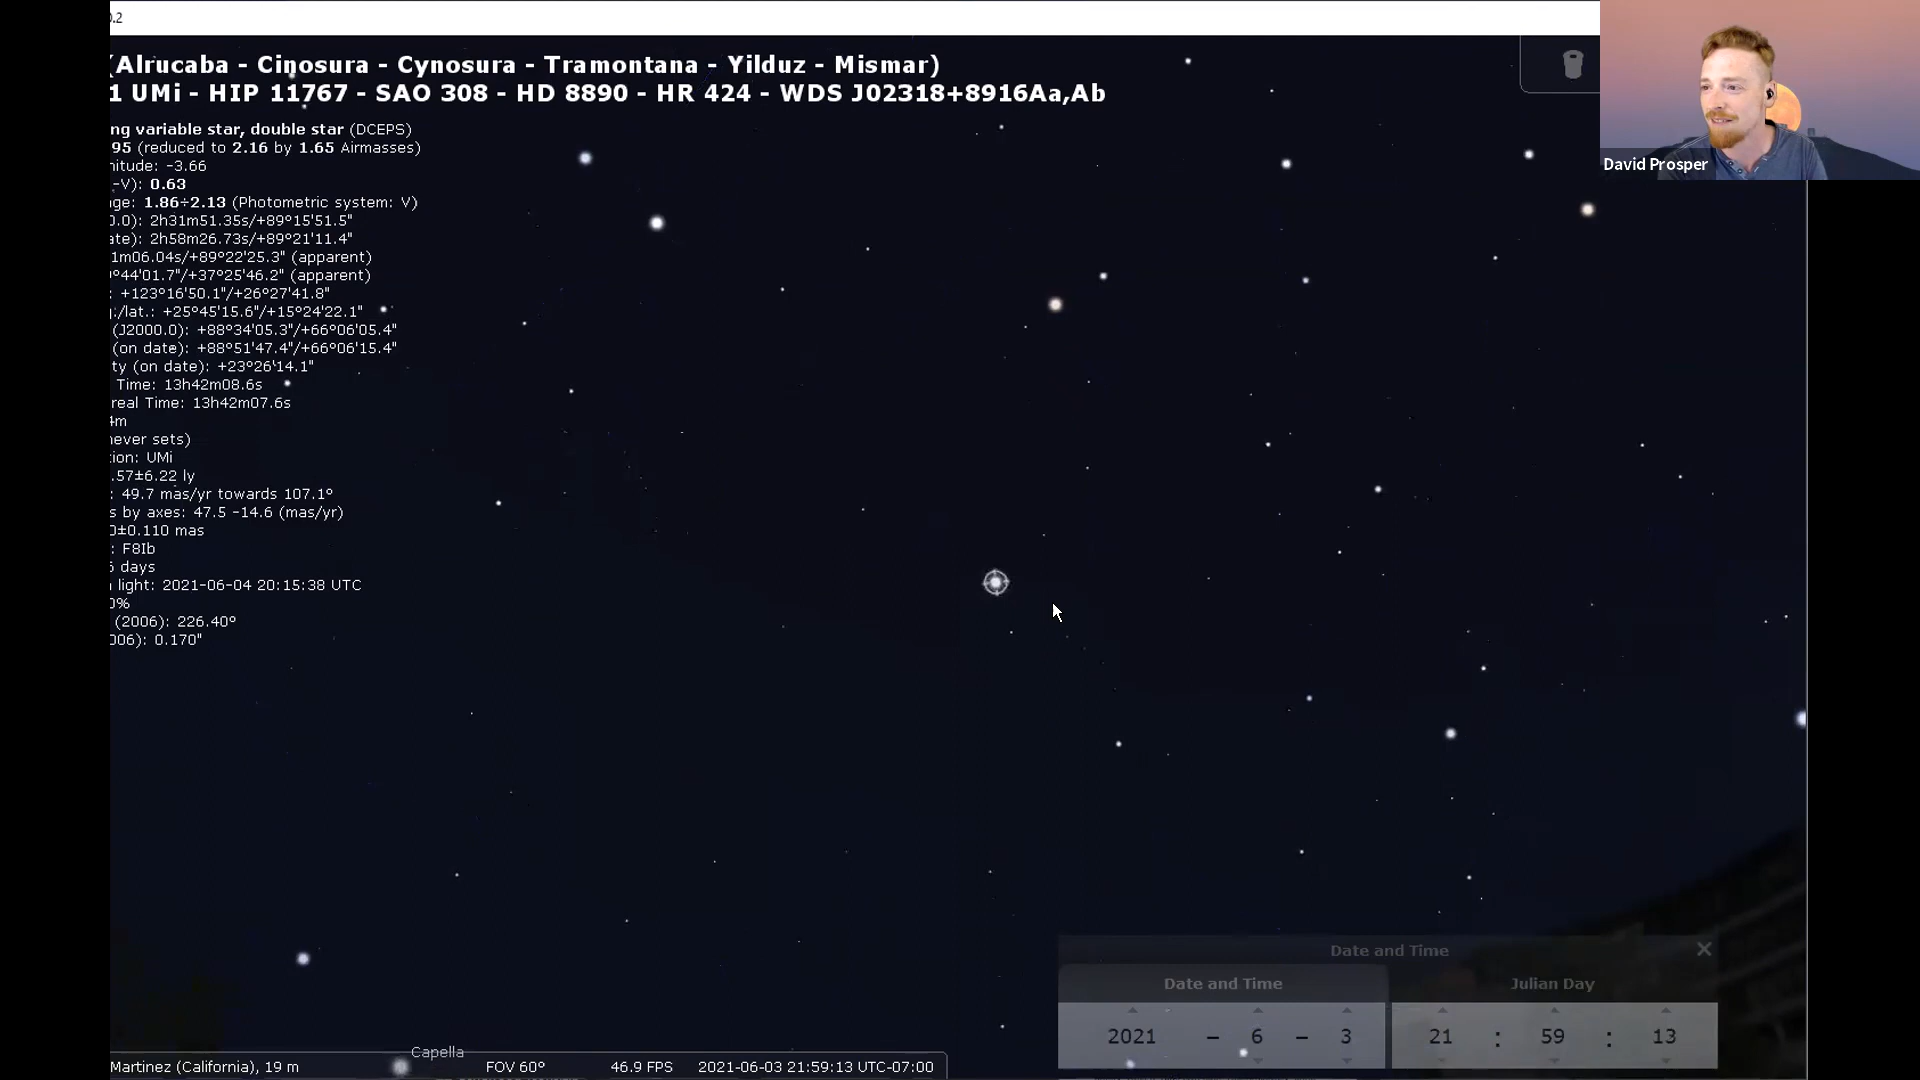 0.2
(Alrucaba - Cinosura - Cynosura - Tramontana - Yilduz - Mismar)
1 UMi - HIP 11767 - SAO 308 - HD 8890 - HR 424 - WDS J02318+8916Aa,Ab
ng variable star, double star (DCEPS)
95 (reduced to 2.16 by 1.65 Airmasses)
nitude: -3.66
-V): 0.63
ge: 1.86÷2.13 (Photometric system: V)
0.0): 2h31m51.35s/+89°15'51.5"
ate): 2h58m26.73s/+89°21'11.4"
1m06.04s/+89°22'25.3" (apparent)
°44'01.7"/+37°25'46.2" (apparent)
: +123°16'50.1"/+26°27'41.8"
:/lat.: +25°45'15.6"/+15°24'22.1"
(J2000.0): +88°34'05.3"/+66°06'05.4"
(on date): +88°51'47.4"/+66°06'15.4"
ty (on date): +23°26'14.1"
Time: 13h42m08.6s
real Time: 13h42m07.6s
4m
never sets)
ion: UMi
.57±6.22 ly
: 49.7 mas/yr towards 107.1°
s by axes: 47.5 -14.6 (mas/yr)
0±0.110 mas
: F8Ib
days
light: 2021-06-04 20:15:38 UTC
0%
(2006): 226.40°
006): 0.170"
David Prosper
Date and Time
Date and Time Julian Day
2021 - 6 - 3 21 : 59 : 13
Capella
Martinez (California), 19 m FOV 60° 46.9 FPS 2021-06-03 21:59:13 UTC-07:00